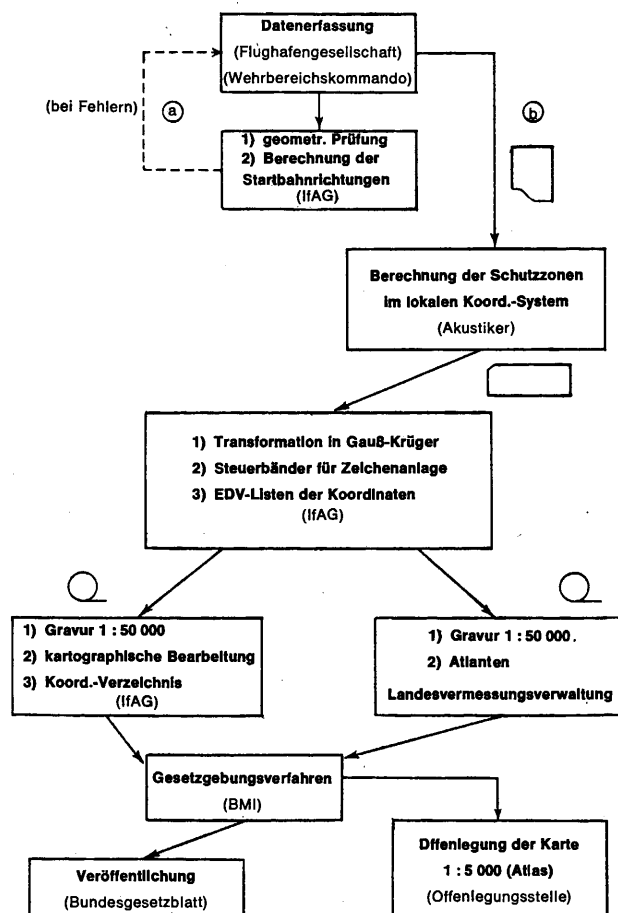 Datenerfassung
(Flughafengesellschaft)
(Wehrbereichskommando)
(bei Fehlern)
a
b
1) geometr. Prüfung
2) Berechnung der
Startbahnrichtungen
(IfAG)
Berechnung der Schutzzonen
im lokalen Koord.-System
(Akustiker)
1) Transformation in Gauß-Krüger
2) Steuerbänder für Zeichenanlage
3) EDV-Listen der Koordinaten
(IfAG)
1) Gravur 1 : 50 000
2) kartographische Bearbeitung
3) Koord.-Verzeichnis
(IfAG)
1) Gravur 1 : 50 000.
2) Atlanten
Landesvermessungsverwaltung
Gesetzgebungsverfahren
(BMI)
Veröffentlichung
(Bundesgesetzblatt)
Offenlegung der Karte
1 : 5 000 (Atlas)
(Offenlegungsstelle)